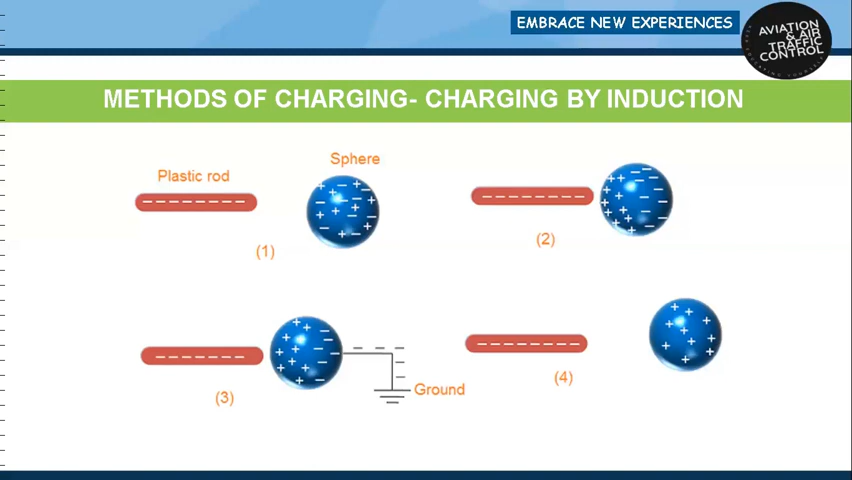 EMBRACE NEW EXPERIENCES
AVIATION
& AIR
TRAFFIC
CONTROL
METHODS OF CHARGING- CHARGING BY INDUCTION
Sphere
Plastic rod
(1)
(2)
(3)
Ground
(4)